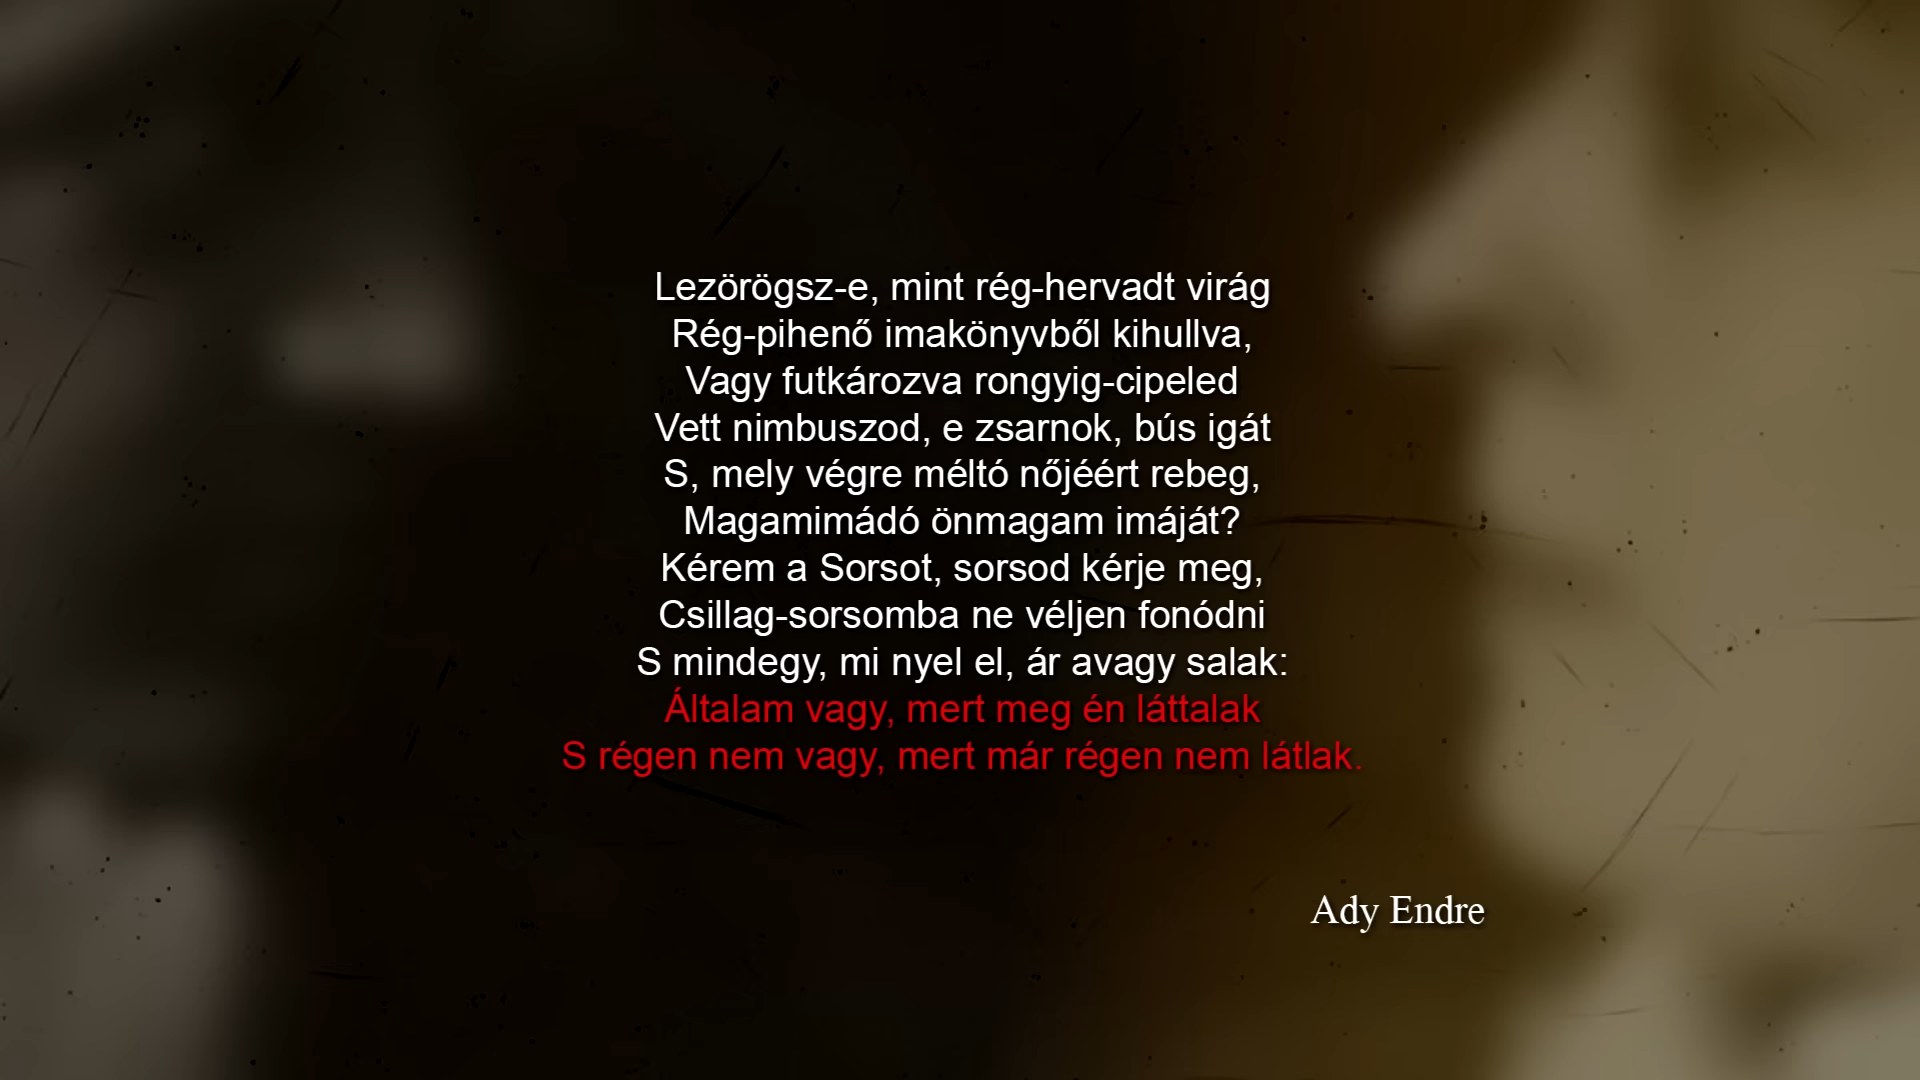 Lezörögsz-e, mint rég-hervadt virág
Rég-pihenő imakönyvből kihullva,
Vagy futkározva rongyig-cipeled
Vett nimbuszod, e zsarnok, bús igát
S, mely végre méltó nőjéért rebeg,
Magamimádó önmagam imáját?
Kérem a Sorsot, sorsod kérje meg,
Csillag-sorsomba ne véljen fonódni
S mindegy, mi nyel el, ár avagy salak:
Általam vagy, mert meg én láttalak
S régen nem vagy, mert már régen nem látlak.
Ady Endre